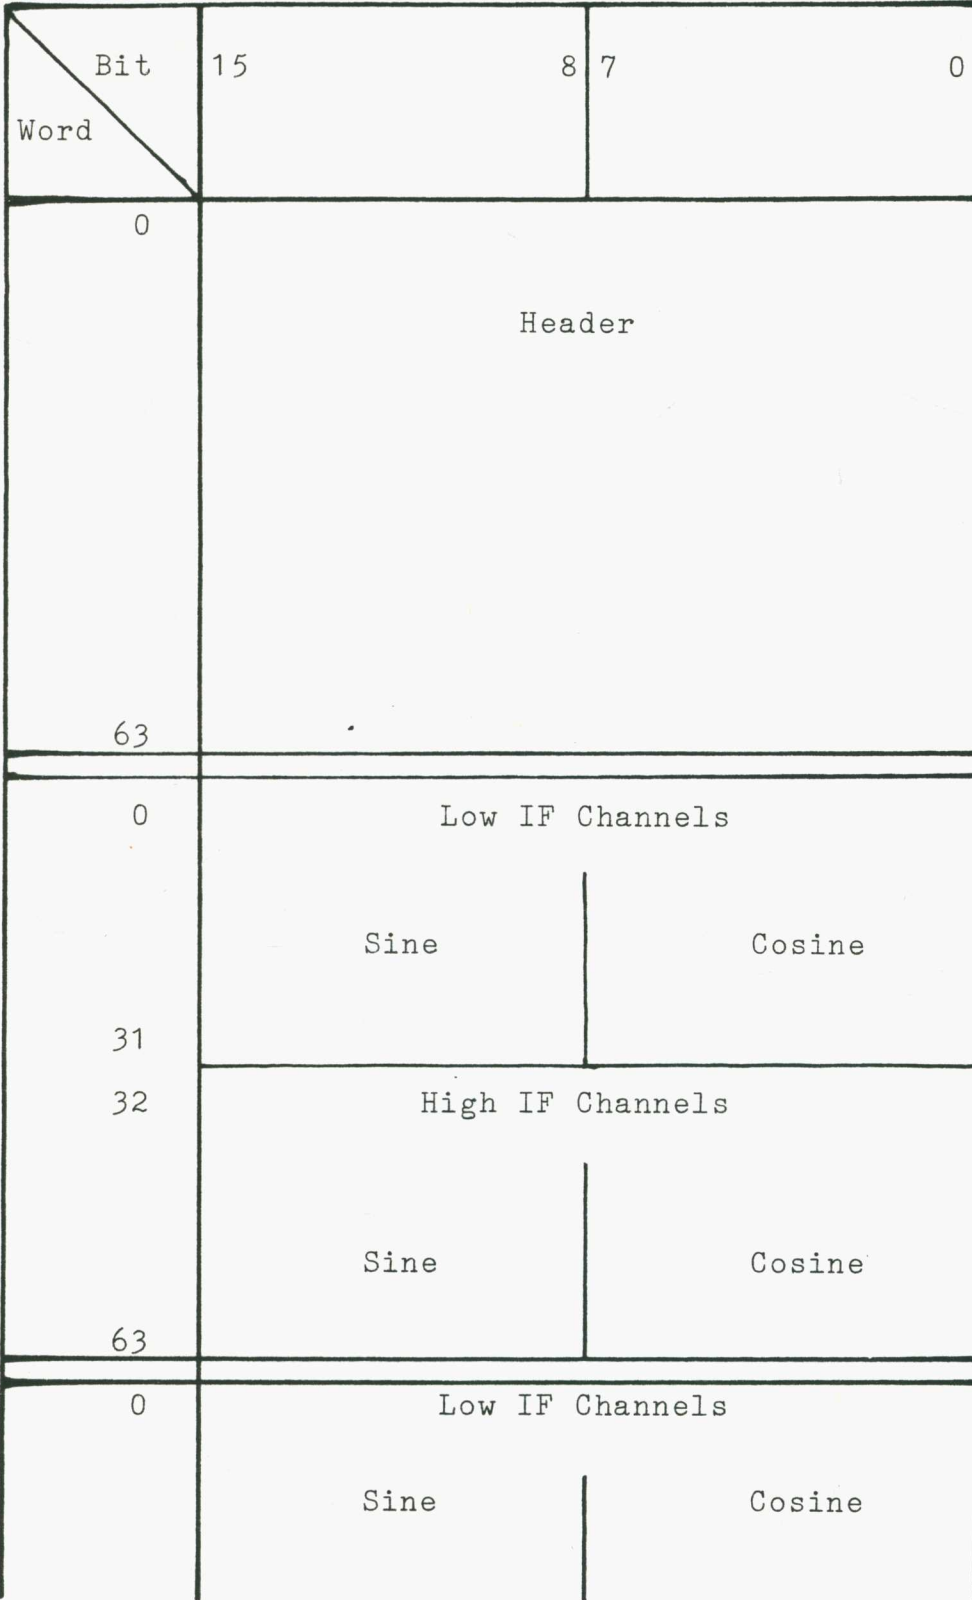 Bit 15 8 7 0
Word
0
Header
63
0 Low IF Channels
Sine Cosine
31
32 High IF Channels
Sine Cosine
63
0 Low IF Channels
Sine Cosine